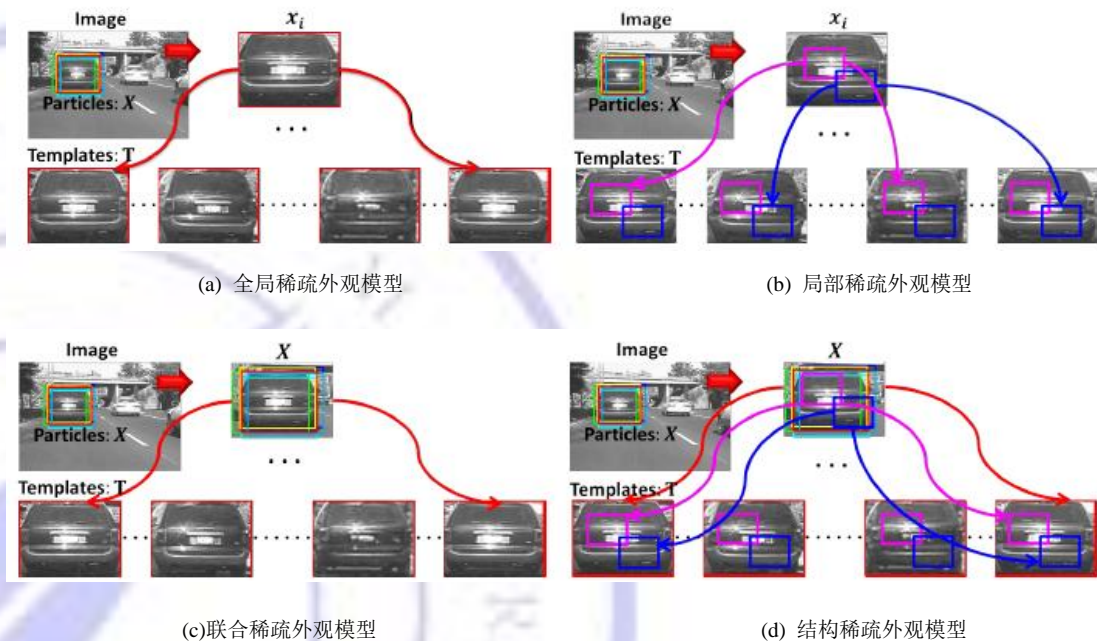 Image
x_i
Particles: X
...
Templates: T
(a) 全局稀疏外观模型
Image
x_i
Particles: X
...
Templates: T
(b) 局部稀疏外观模型
Image
X
Particles: X
...
Templates: T
(c)联合稀疏外观模型
Image
X
Particles: X
...
Templates: T
(d) 结构稀疏外观模型